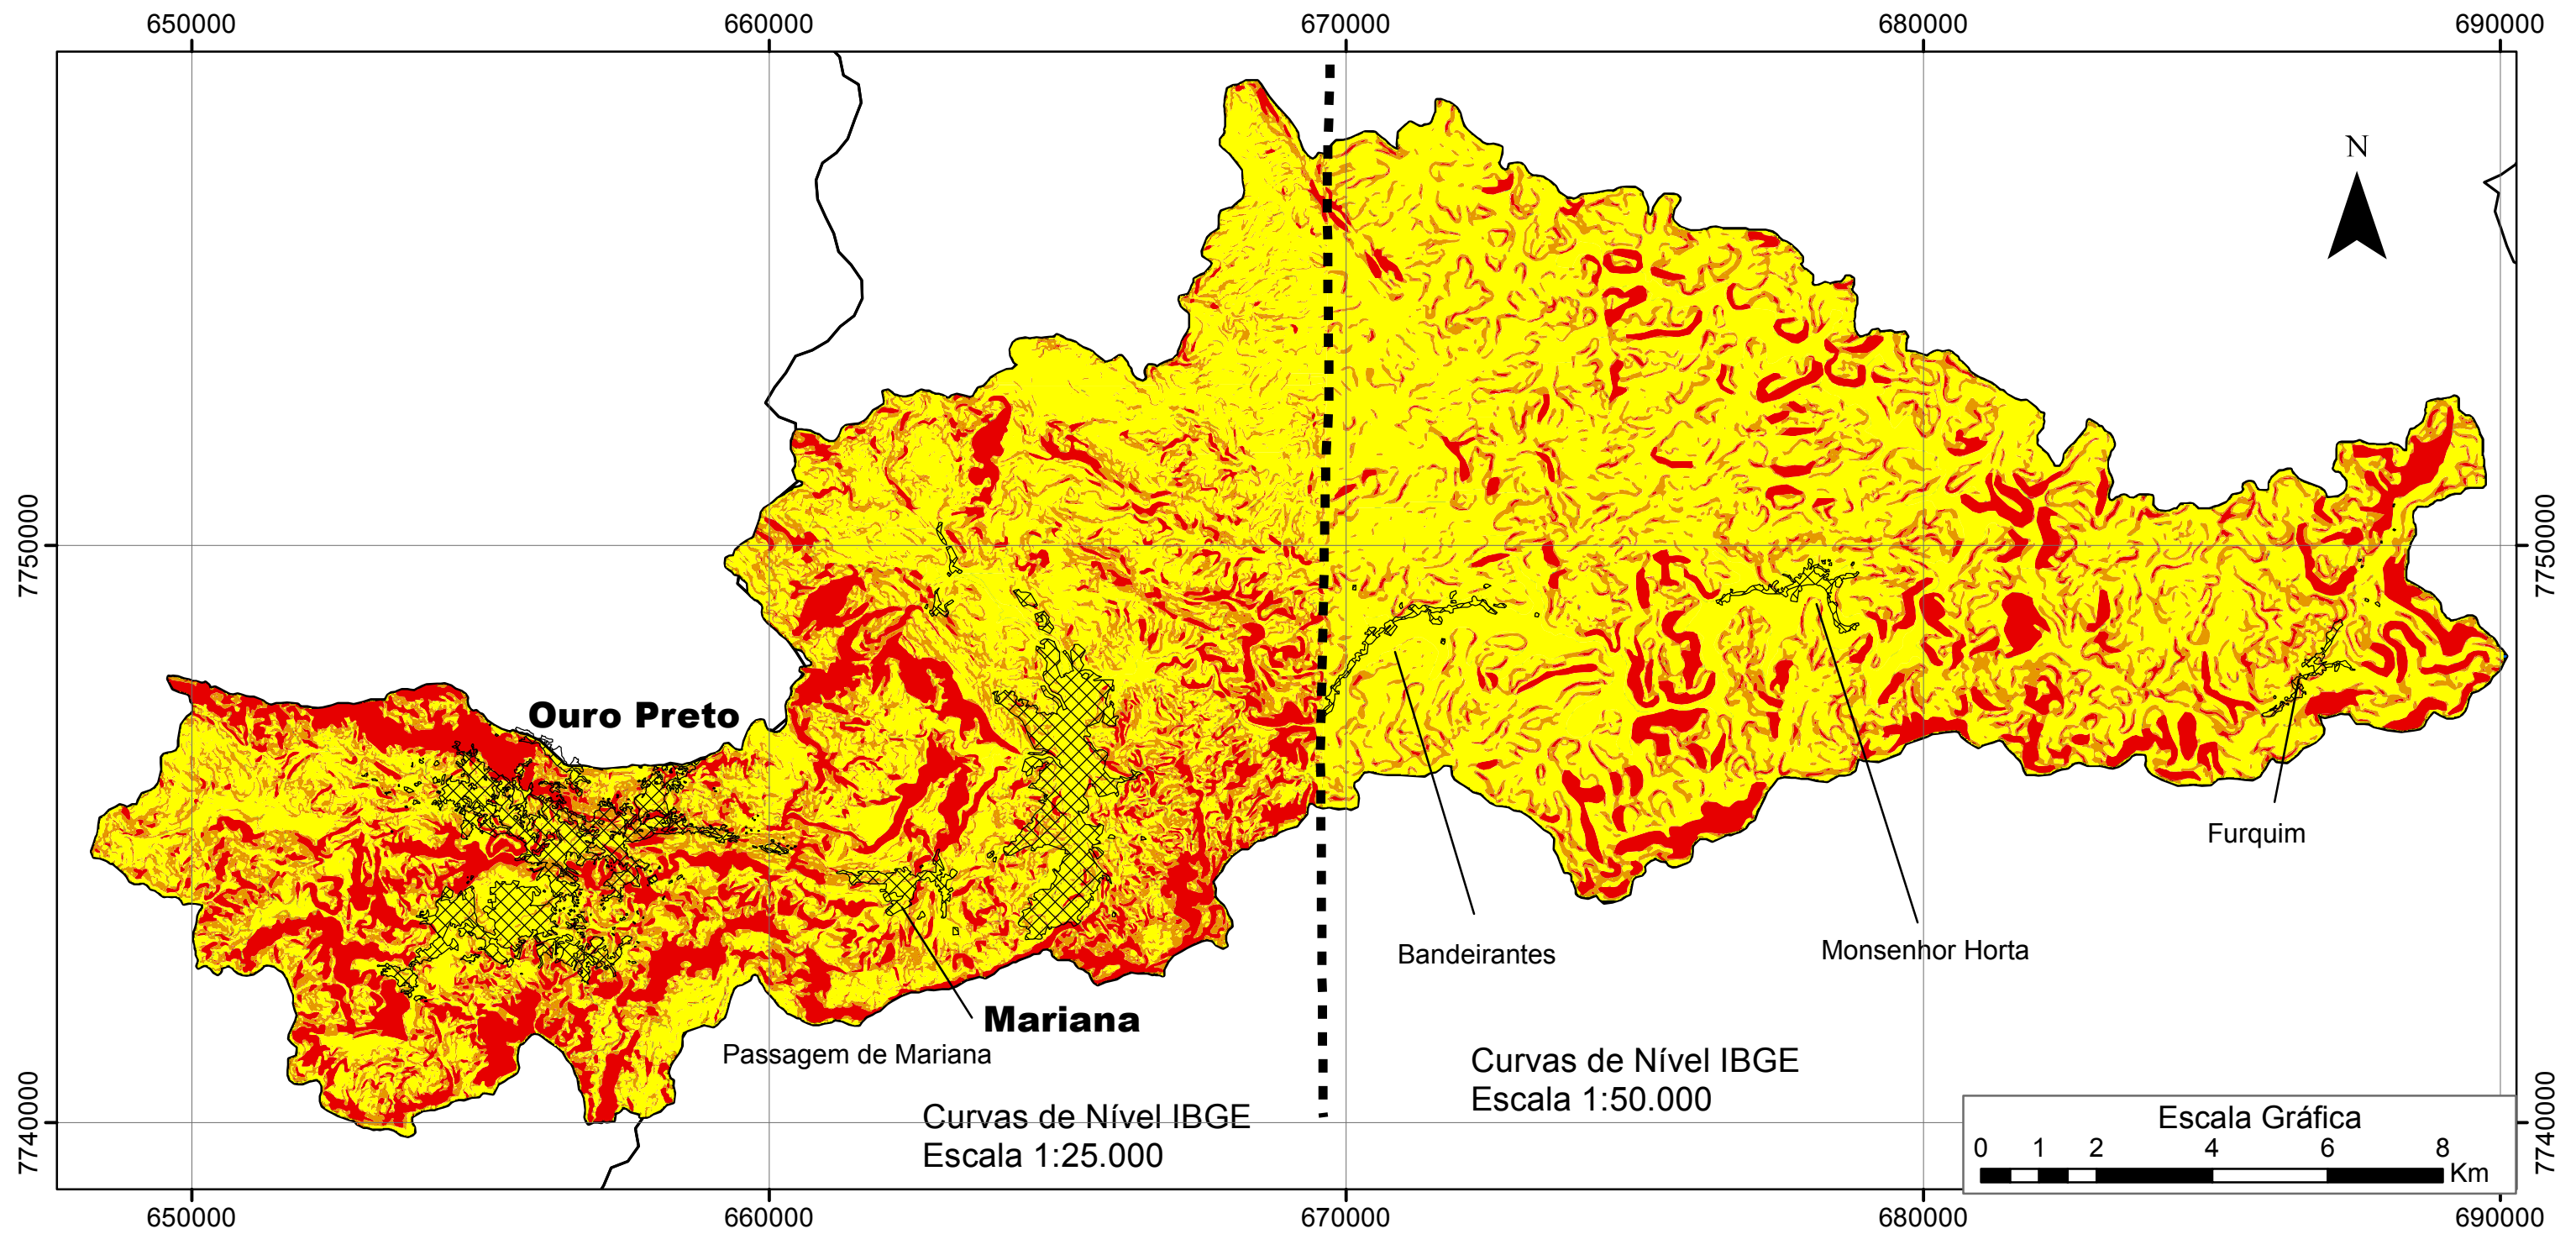 650000 660000 670000 680000 690000
N
7750000 7750000
Ouro Preto
Furquim
Bandeirantes
Monsenhor Horta
Mariana
Passagem de Mariana
Curvas de Nível IBGE
Escala 1:50.000
Curvas de Nível IBGE
Escala 1:25.000
7740000 7740000
Escala Gráfica
0 1 2 4 6 8
Km
650000 660000 670000 680000 690000